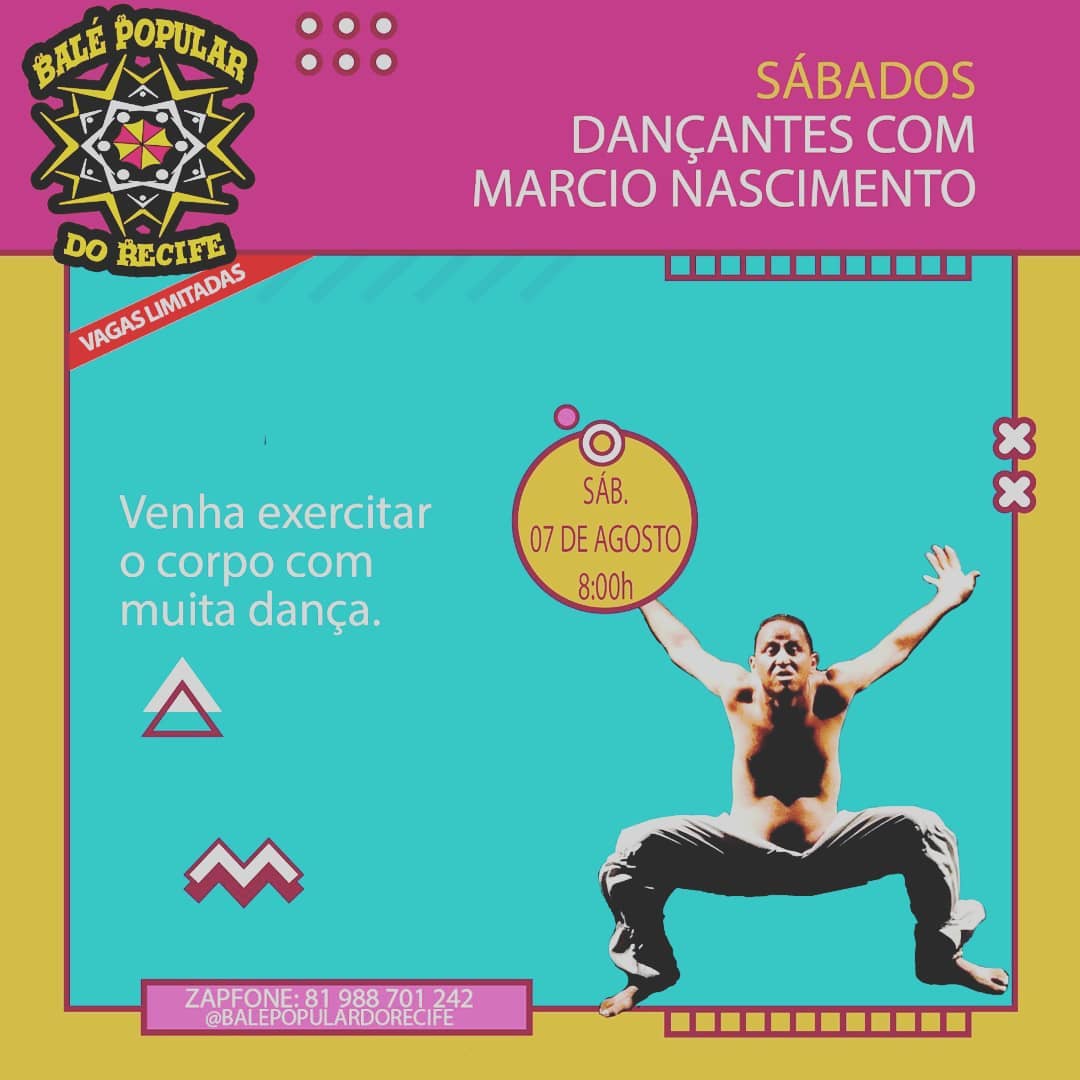 BALÉ POPULAR
DO RECIFE
SÁBADOS
DANÇANTES COM
MARCIO NASCIMENTO
VAGAS LIMITADAS
SÁB.
07 DE AGOSTO
8:00h
Venha exercitar
o corpo com
muita dança.
ZAPFONE: 81 988 701 242
@BALEPOPULARDORECIFE